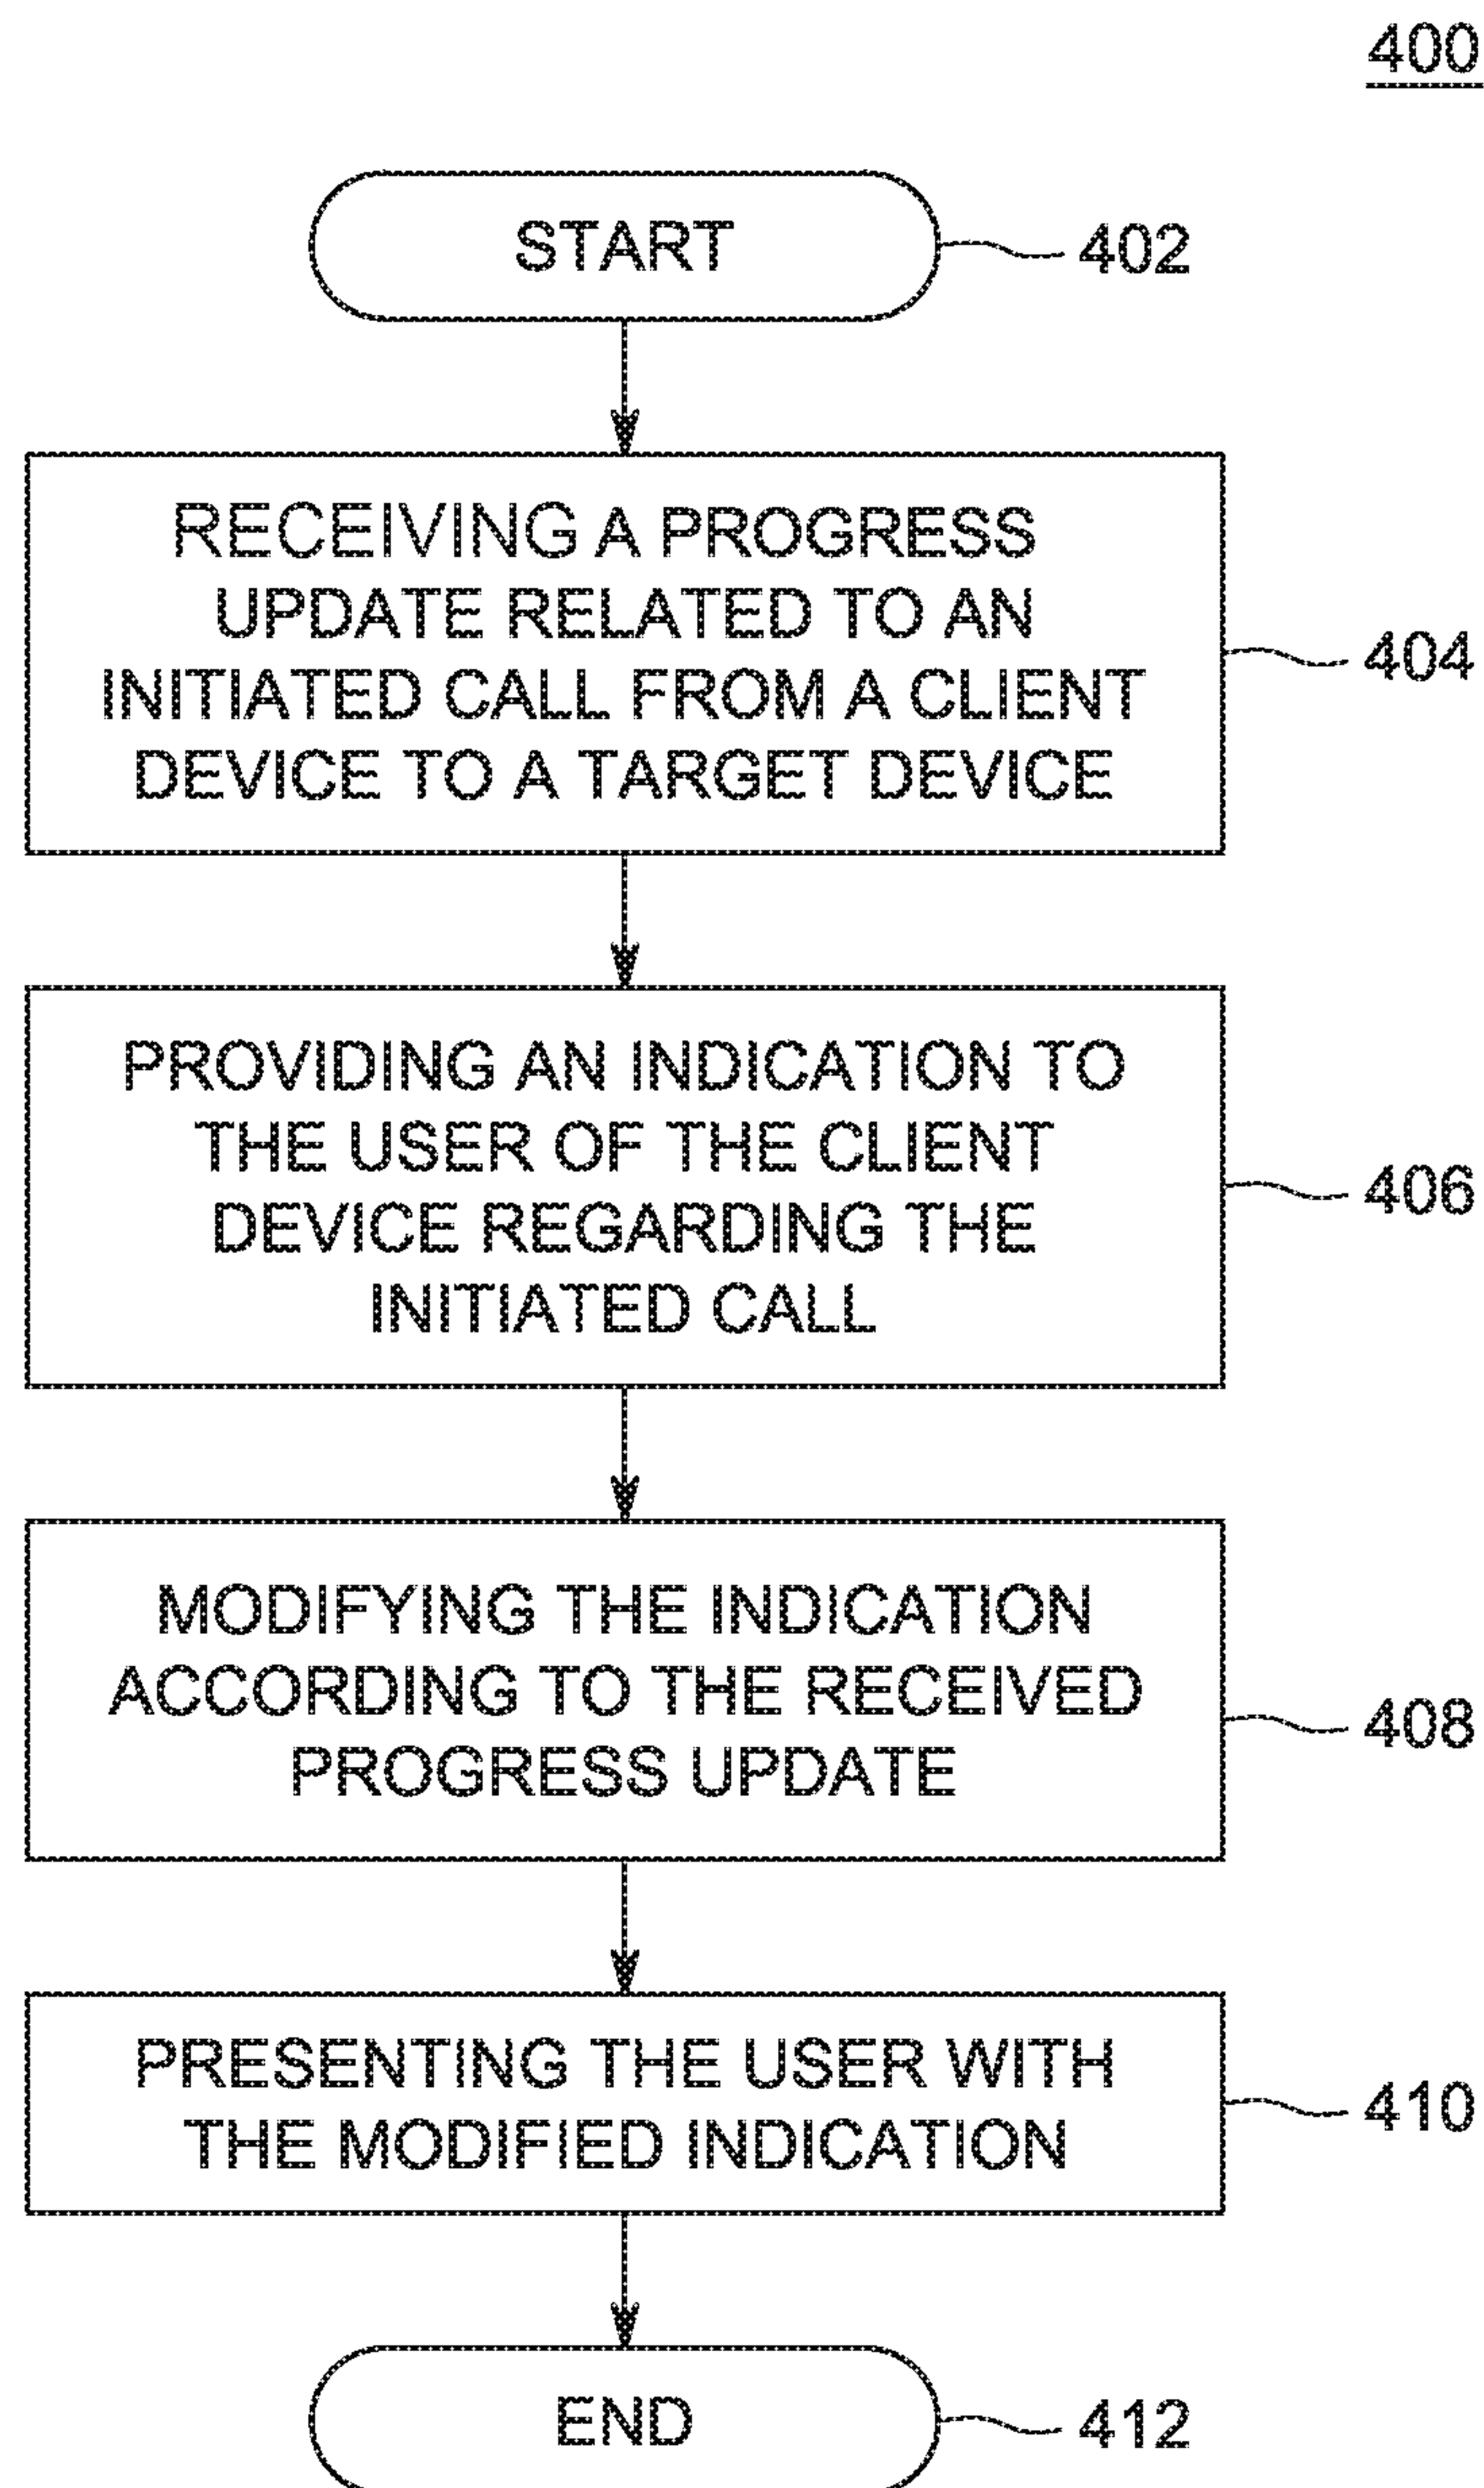 400
START
402
RECEIVING A PROGRESS
UPDATE RELATED TO AN
INITIATED CALL FROM A CLIENT
DEVICE TO A TARGET DEVICE
404
PROVIDING AN INDICATION TO
THE USER OF THE CLIENT
DEVICE REGARDING THE
INITIATED CALL
406
MODIFYING THE INDICATION
ACCORDING TO THE RECEIVED
PROGRESS UPDATE
408
PRESENTING THE USER WITH
THE MODIFIED INDICATION
410
END
412